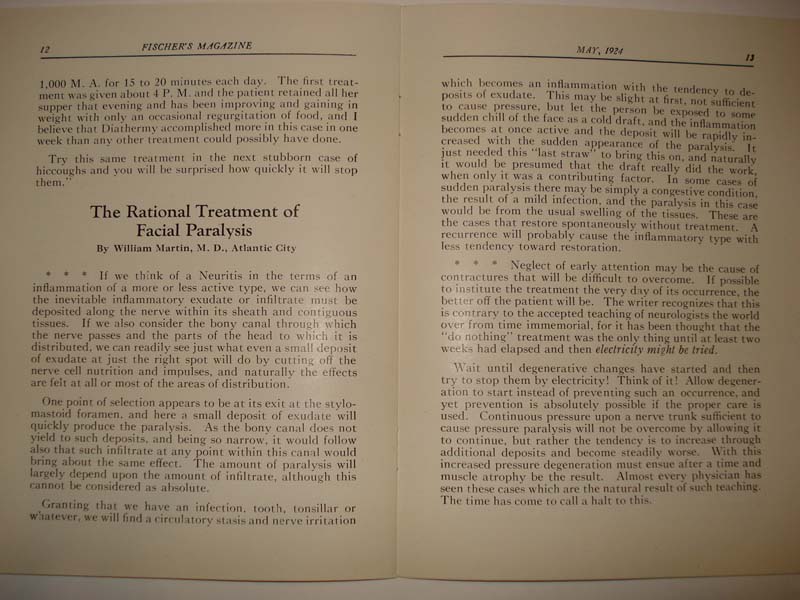 12
FISCHER'S MAGAZINE
1,000 M. A. for 15 to 20 minutes each day. The first treat-
ment was given about 4 P. M. and the patient retained all her
supper that evening and has been improving and gaining in
weight with only an occasional regurgitation of food, and I
believe that Diathermy accomplished more in this case in one
week than any other treatment could possibly have done.
Try this same treatment in the next stubborn case of
hiccoughs and you will be surprised how quickly it will stop
them."
The Rational Treatment of
Facial Paralysis
By William Martin, M. D., Atlantic City
* * * If we think of a Neuritis in the terms of an
inflammation of a more or less active type, we can see how
the inevitable inflammatory exudate or infiltrate must be
deposited along the nerve within its sheath and contiguous
tissues. If we also consider the bony canal through which
the nerve passes and the parts of the head to which it is
distributed, we can readily see just what even a small deposit
of exudate at just the right spot will do by cutting off the
nerve cell nutrition and impulses, and naturally the effects
are felt at all or most of the areas of distribution.
One point of selection appears to be at its exit at the stylo-
mastoid foramen, and here a small deposit of exudate will
quickly produce the paralysis. As the bony canal does not
yield to such deposits, and being so narrow, it would follow
also that such infiltrate at any point within this canal would
bring about the same effect. The amount of paralysis will
largely depend upon the amount of infiltrate, although this
cannot be considered as absolute.
Granting that we have an infection, tooth, tonsillar or
whatever, we will find a circulatory stasis and nerve irritation
MAY, 1924
13
which becomes an inflammation with the tendency to de-
posits of exudate. This may be slight at first, not sufficient
to cause pressure, but let the person be exposed to some
sudden chill of the face as a cold draft, and the inflammation
becomes at once active and the deposit will be rapidly in-
creased with the sudden appearance of the paralysis. It
just needed this "last straw" to bring this on, and naturally
it would be presumed that the draft really did the work,
when only it was a contributing factor. In some cases of
sudden paralysis there may be simply a congestive condition,
the result of a mild infection, and the paralysis in this case
would be from the usual swelling of the tissues. These are
the cases that restore spontaneously without treatment. A
recurrence will probably cause the inflammatory type with
less tendency toward restoration.
* * * Neglect of early attention may be the cause of
contractures that will be difficult to overcome. If possible
to institute the treatment the very day of its occurrence, the
better off the patient will be. The writer recognizes that this
is contrary to the accepted teaching of neurologists the world
over from time immemorial, for it has been thought that the
"do nothing" treatment was the only thing until at least two
weeks had elapsed and then electricity might be tried.
Wait until degenerative changes have started and then
try to stop them by electricity! Think of it! Allow degener-
ation to start instead of preventing such an occurrence, and
yet prevention is absolutely possible if the proper care is
used. Continuous pressure upon a nerve trunk sufficient to
cause pressure paralysis will not be overcome by allowing it
to continue, but rather the tendency is to increase through
additional deposits and become steadily worse. With this
increased pressure degeneration must ensue after a time and
muscle atrophy be the result. Almost every physician has
seen these cases which are the natural result of such teaching.
The time has come to call a halt to this.